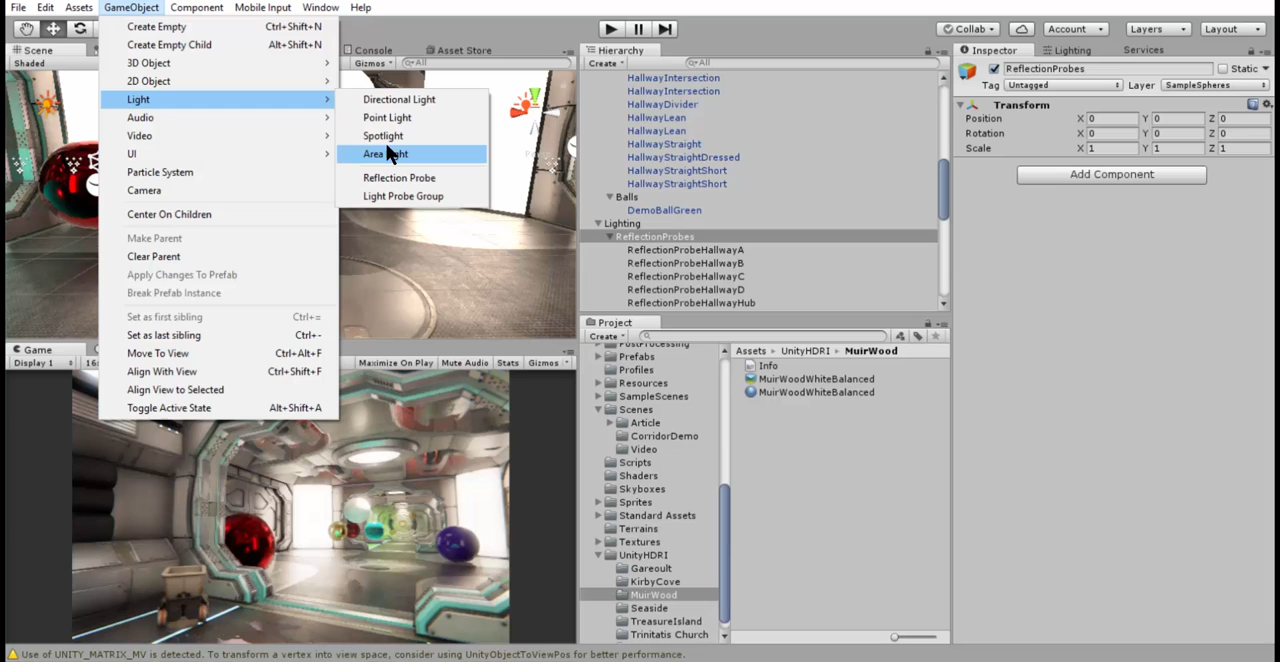 File Edit Assets GameObject Component Mobile Input Window Help
Collab Account Layers Layout
Scene Console Asset Store
Shaded Gizmos All
Create Empty Ctrl+Shift+N
Create Empty Child Alt+Shift+N
3D Object
2D Object
Light
Audio
Video
UI
Particle System
Camera
Center On Children
Make Parent
Clear Parent
Apply Changes To Prefab
Break Prefab Instance
Set as first sibling Ctrl+=
Set as last sibling Ctrl+-
Move To View Ctrl+Alt+F
Align With View Ctrl+Shift+F
Align View to Selected
Toggle Active State Alt+Shift+A
Directional Light
Point Light
Spotlight
Area Light
Reflection Probe
Light Probe Group
Game
Display 1 Maximize On Play Mute Audio Stats Gizmos
Hierarchy
Create All
HallwayIntersection
HallwayIntersection
HallwayDivider
HallwayLean
HallwayLean
HallwayStraight
HallwayStraightDressed
HallwayStraightShort
HallwayStraightShort
Balls
DemoBallGreen
Lighting
ReflectionProbes
ReflectionProbeHallwayA
ReflectionProbeHallwayB
ReflectionProbeHallwayC
ReflectionProbeHallwayD
ReflectionProbeHallwayHub
Project
Create
PostProcessing
Prefabs
Profiles
Resources
SampleScenes
Scenes
Article
CorridorDemo
Video
Scripts
Shaders
Skyboxes
Sprites
Standard Assets
Terrains
Textures
UnityHDRI
Gareoult
KirbyCove
MuirWood
Seaside
TreasureIsland
Trinitatis Church
Assets UnityHDRI MuirWood
Info
MuirWoodWhiteBalanced
MuirWoodWhiteBalanced
Inspector Lighting Services
ReflectionProbes Static
Tag Untagged Layer SampleSpheres
Transform
Position X 0 Y 0 Z 0
Rotation X 0 Y 0 Z 0
Scale X 1 Y 1 Z 1
Add Component
Use of UNITY_MATRIX_MV is detected. To transform a vertex into view space, consider using UnityObjectToViewPos for better performance.